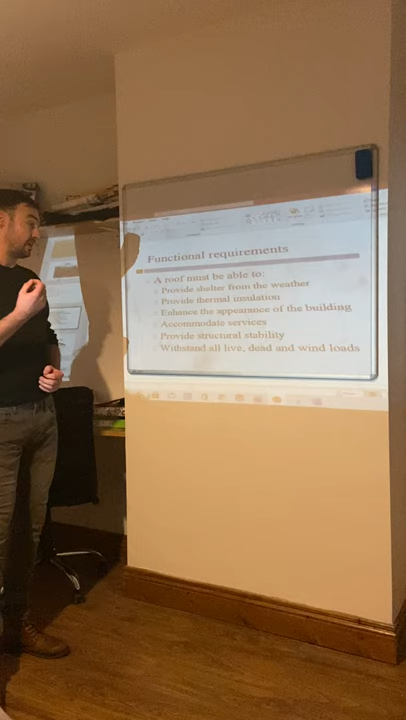 Functional requirements
A roof must be able to:
Provide shelter from the weather
Provide thermal insulation
Enhance the appearance of the building
Accommodate services
Provide structural stability
Withstand all live, dead and wind loads